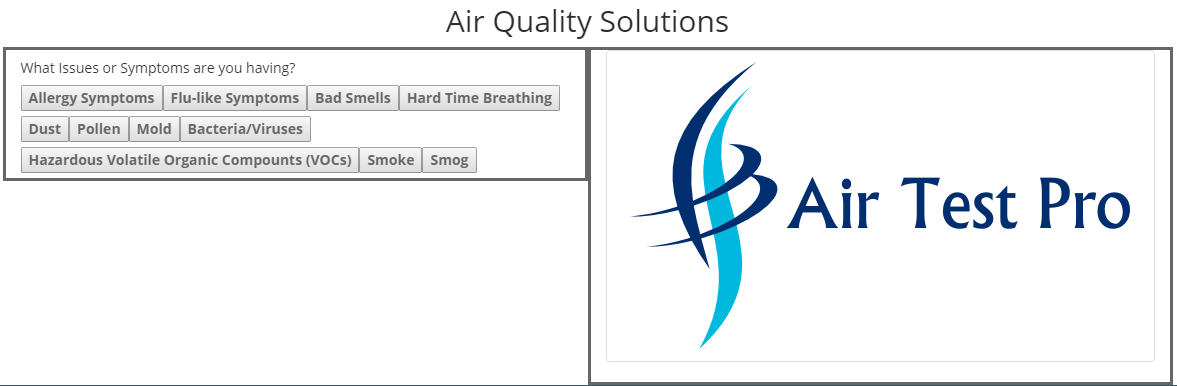 Air Quality Solutions
What Issues or Symptoms are you having?
Allergy Symptoms Flu-like Symptoms Bad Smells Hard Time Breathing
Dust Pollen Mold Bacteria/Viruses
Hazardous Volatile Organic Compounts (VOCs) Smoke Smog
Air Test Pro